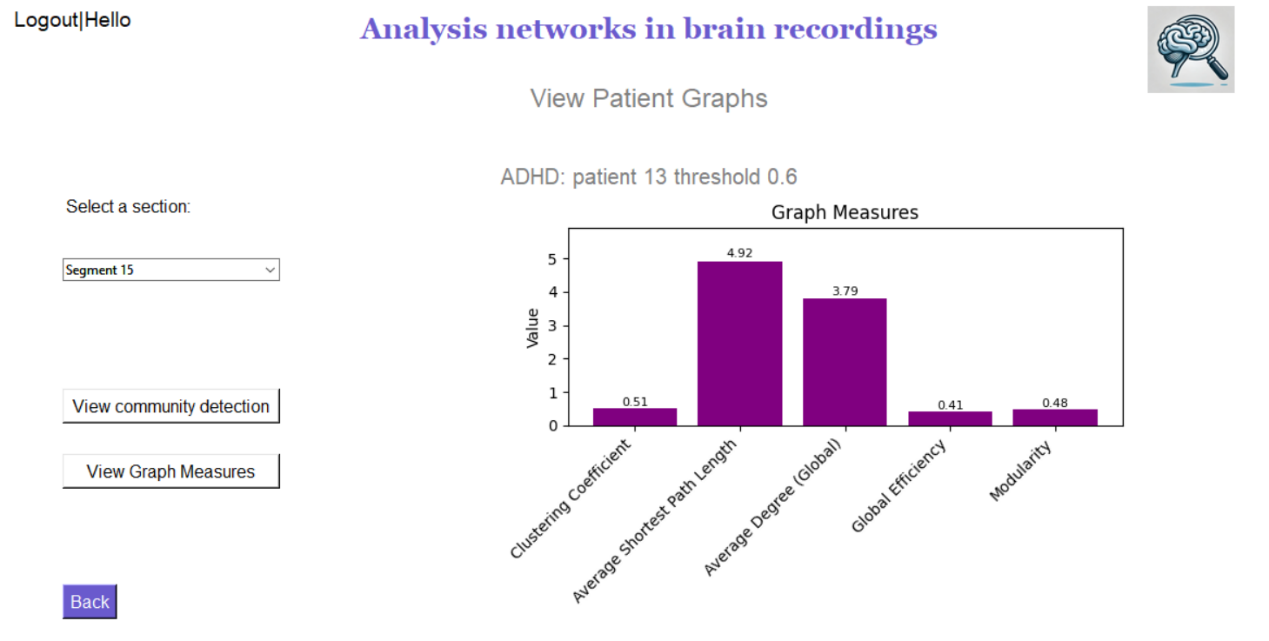 Logout|Hello
Analysis networks in brain recordings
View Patient Graphs
ADHD: patient 13 threshold 0.6
Select a section:
Segment 15
View community detection
View Graph Measures
Back
Graph Measures
Value
5
4
3
2
1
0
0.51
4.92
3.79
0.41
0.48
Clustering Coefficient
Average Shortest Path Length
Average Degree (Global)
Global Efficiency
Modularity